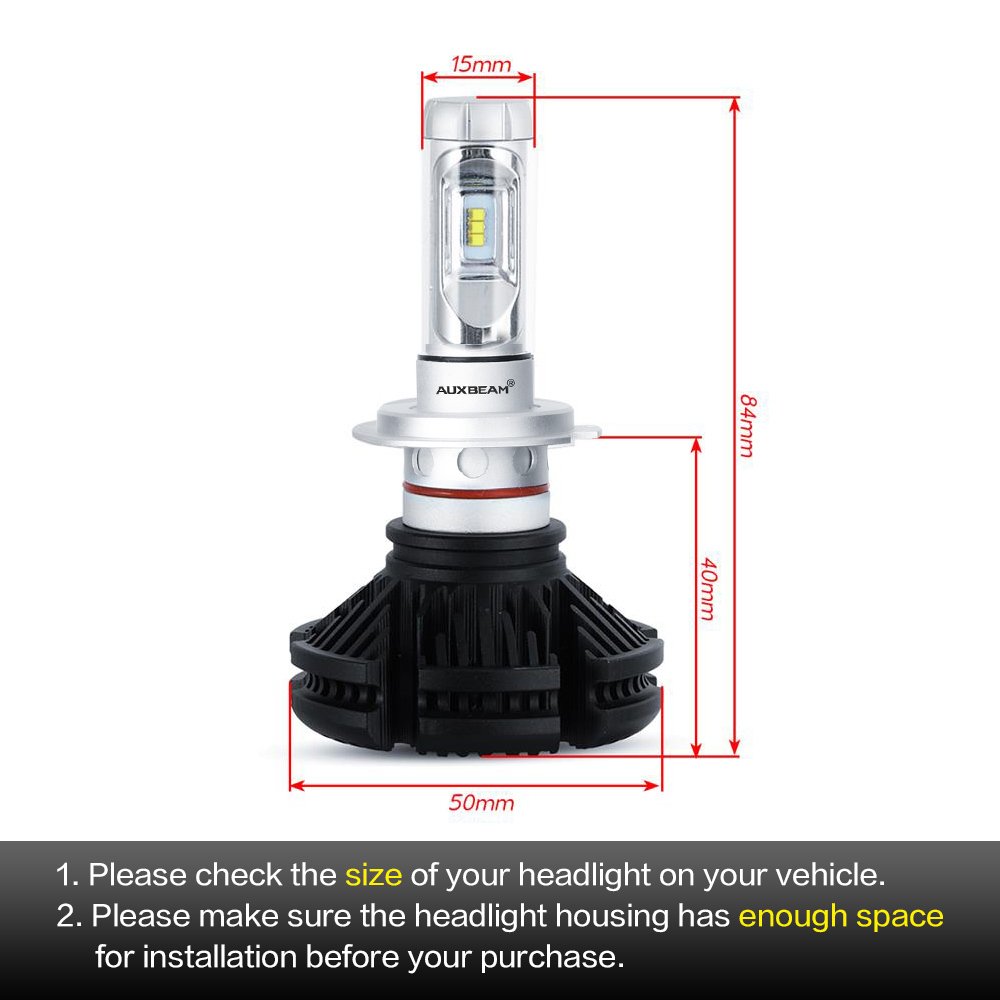 15mm
84mm
AUXBEAM®
40mm
50mm
1. Please check the size of your headlight on your vehicle.
2. Please make sure the headlight housing has enough space
for installation before your purchase.